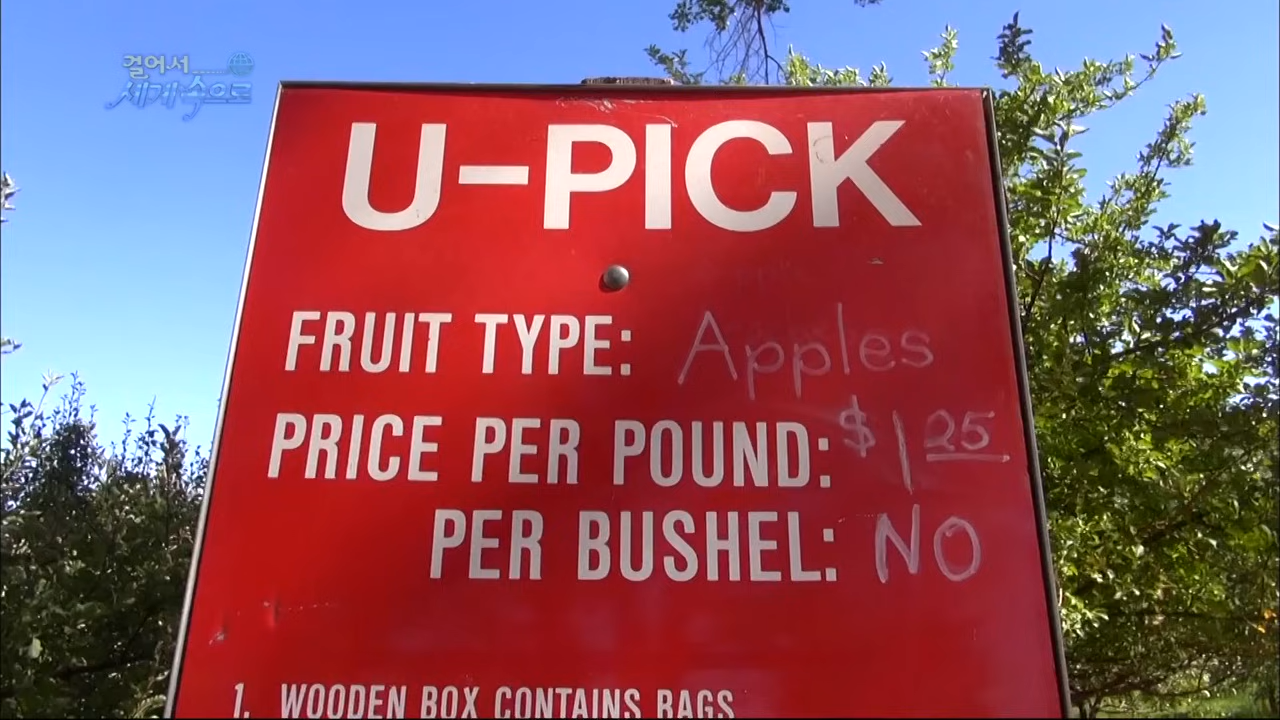 걸어서
세계속으로
U-PICK
FRUIT TYPE: Apples
PRICE PER POUND: $1 25
PER BUSHEL: NO
1. WOODEN BOX CONTAINS BAGS